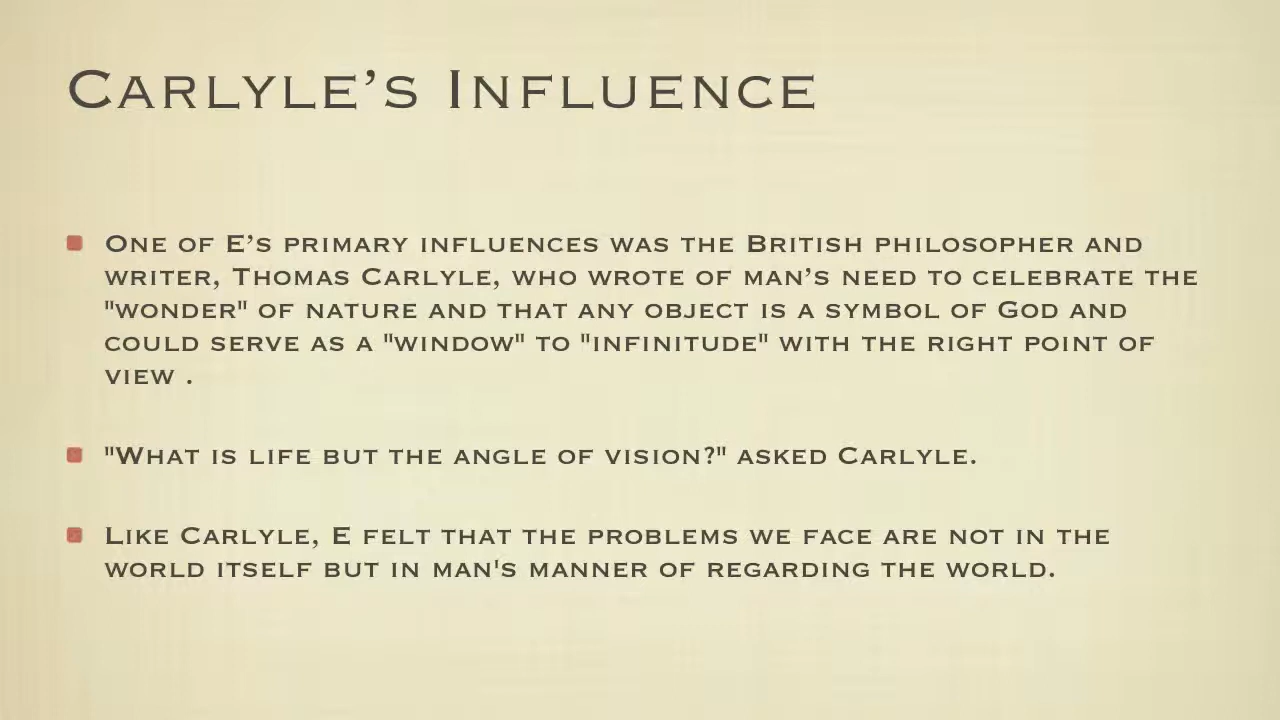 Carlyle’s Influence
One of E’s primary influences was the British philosopher and
writer, Thomas Carlyle, who wrote of man’s need to celebrate the
"wonder" of nature and that any object is a symbol of God and
could serve as a "window" to "infinitude" with the right point of
view .
"What is life but the angle of vision?" asked Carlyle.
Like Carlyle, E felt that the problems we face are not in the
world itself but in man's manner of regarding the world.